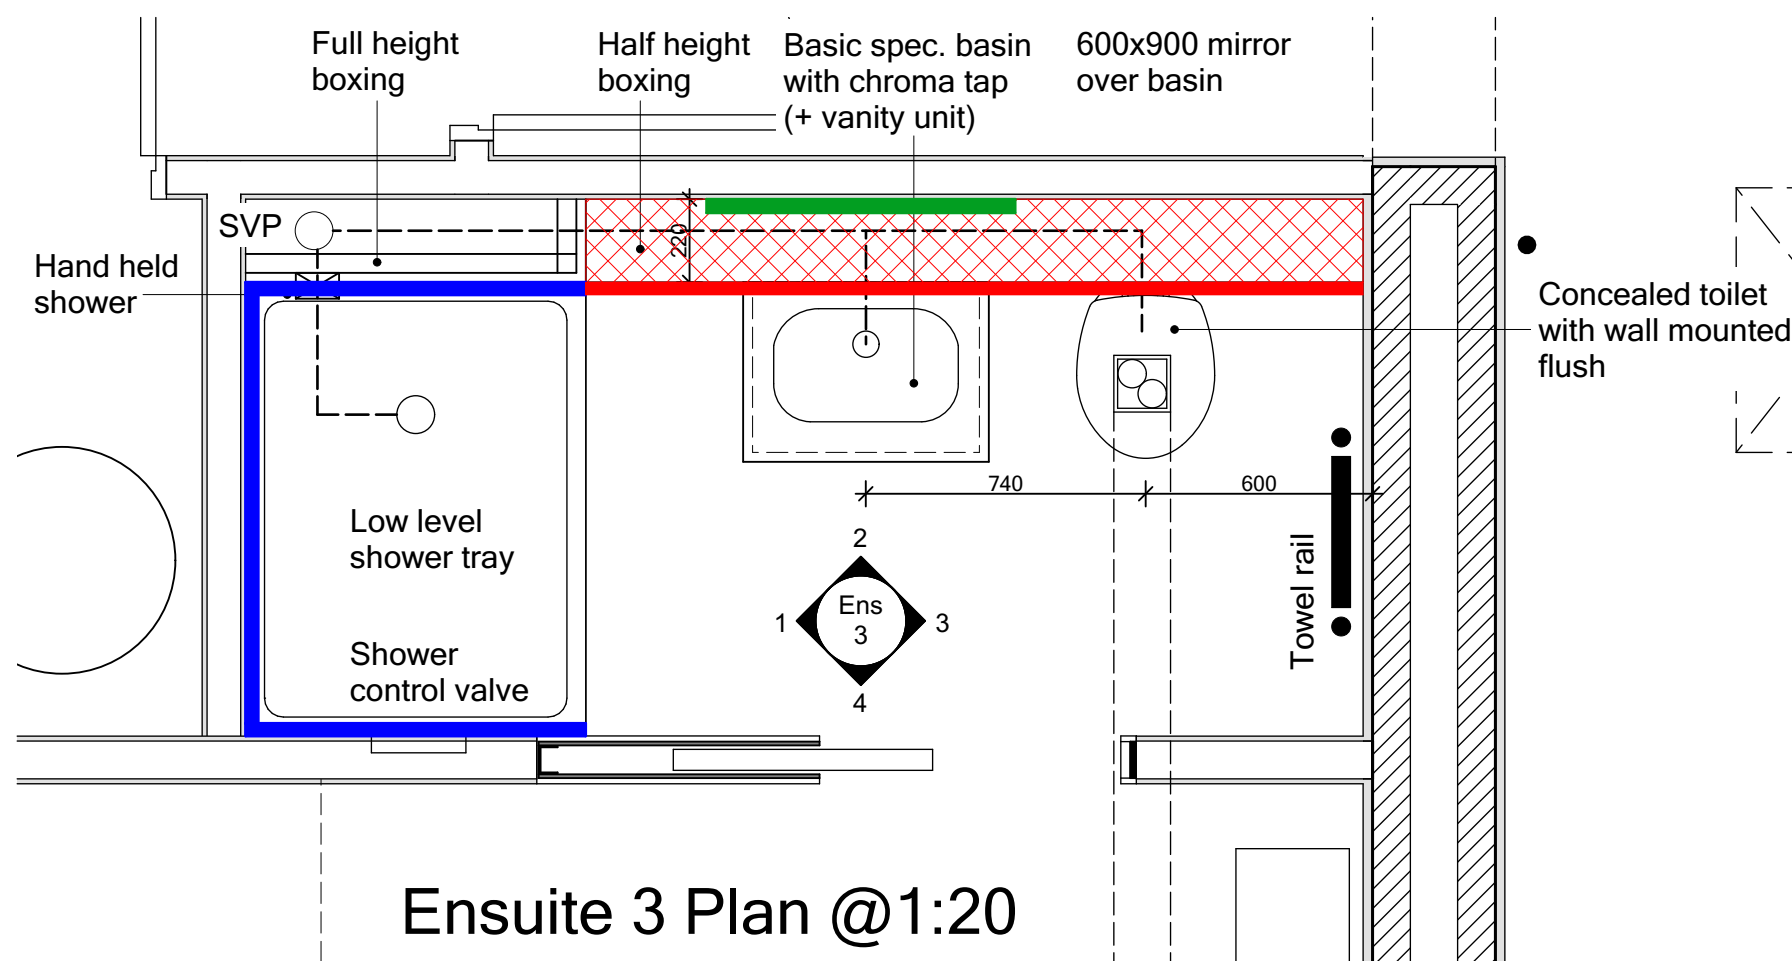 Full height
boxing
Half height
boxing
Basic spec. basin
with chroma tap
(+ vanity unit)
600x900 mirror
over basin
SVP
220
Hand held
shower
Concealed toilet
with wall mounted
flush
740
600
Low level
shower tray
2
Ens
3
1
3
4
Towel rail
Shower
control valve
Ensuite 3 Plan @1:20